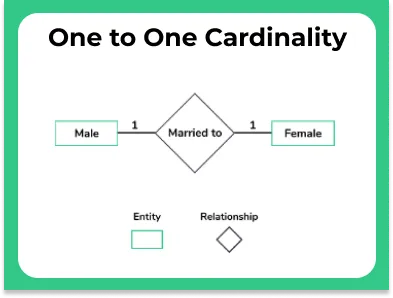 One to One Cardinality
Male 1 Married to 1 Female
Entity Relationship